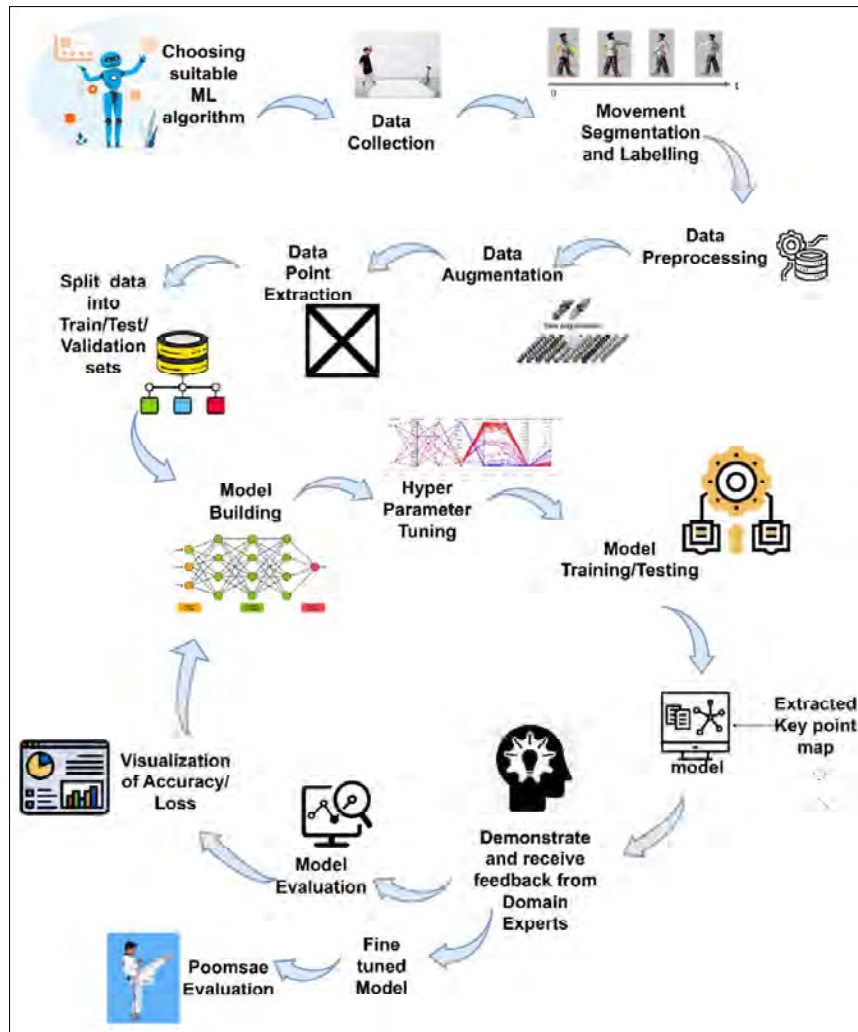 Choosing
suitable
ML
algorithm
Data
Collection
0
t
Movement
Segmentation
and Labelling
Data
Preprocessing
Data
Augmentation
Data
Point
Extraction
Split data
into
Train/Test/
Validation
sets
Model
Building
Hyper
Parameter
Tuning
Model
Training/Testing
model
Extracted
Key point
map
Demonstrate
and receive
feedback from
Domain
Experts
Model
Evaluation
Visualization
of Accuracy/
Loss
Fine
tuned
Model
Poomsae
Evaluation